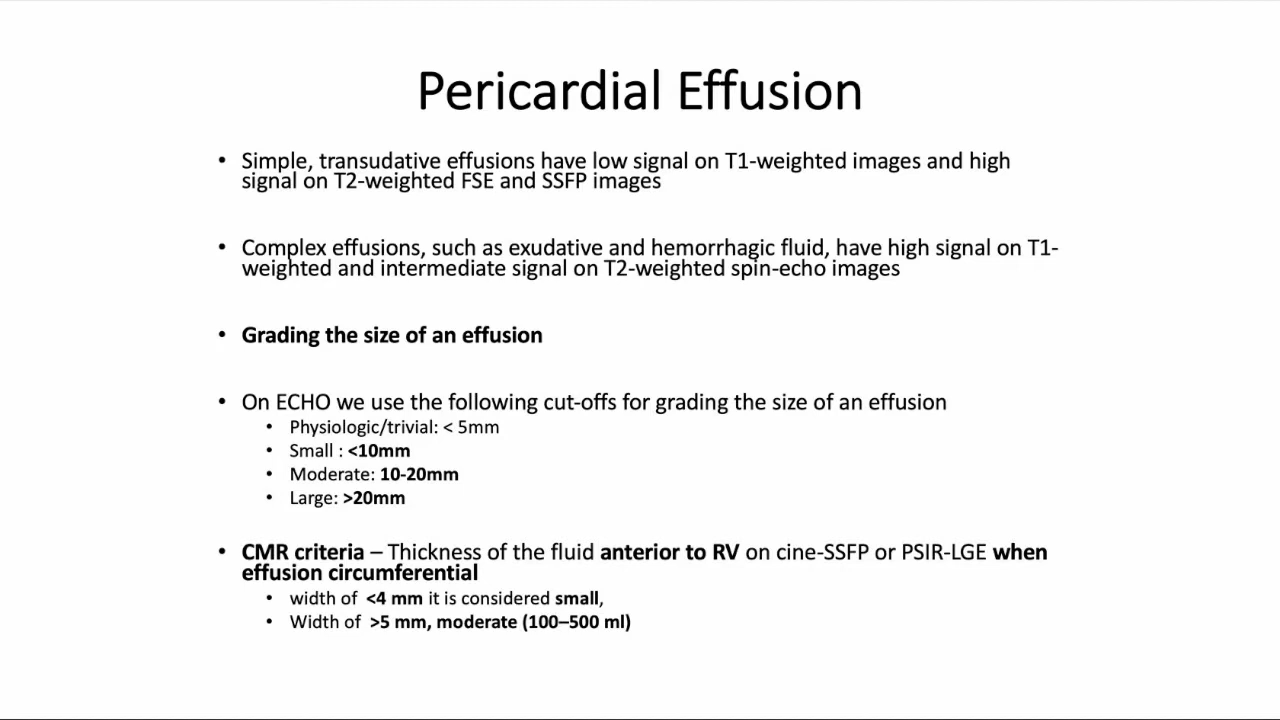 Pericardial Effusion
• Simple, transudative effusions have low signal on T1-weighted images and high
signal on T2-weighted FSE and SSFP images
• Complex effusions, such as exudative and hemorrhagic fluid, have high signal on T1-
weighted and intermediate signal on T2-weighted spin-echo images
• Grading the size of an effusion
• On ECHO we use the following cut-offs for grading the size of an effusion
• Physiologic/trivial: < 5mm
• Small : <10mm
• Moderate: 10-20mm
• Large: >20mm
• CMR criteria – Thickness of the fluid anterior to RV on cine-SSFP or PSIR-LGE when
effusion circumferential
• width of <4 mm it is considered small,
• Width of >5 mm, moderate (100–500 ml)